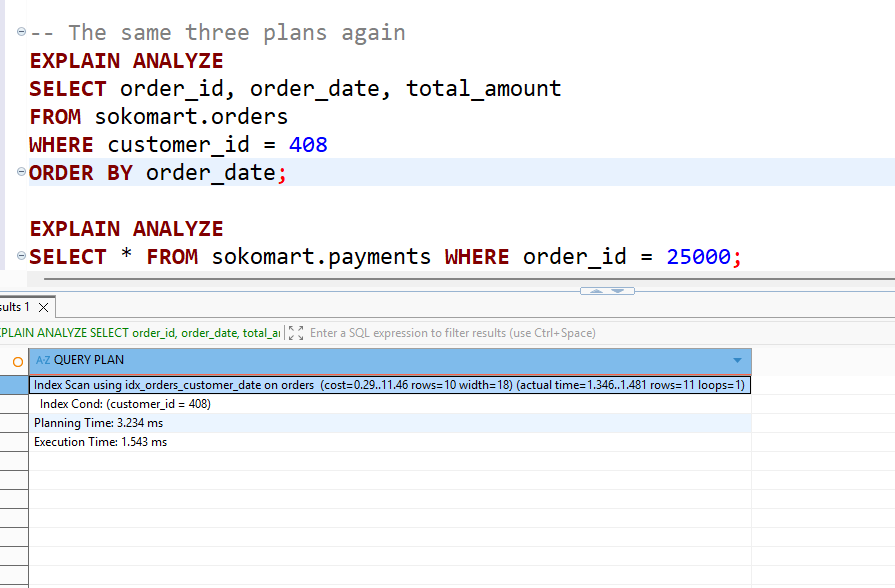 -- The same three plans again
EXPLAIN ANALYZE
SELECT order_id, order_date, total_amount
FROM sokomart.orders
WHERE customer_id = 408
ORDER BY order_date;
EXPLAIN ANALYZE
SELECT * FROM sokomart.payments WHERE order_id = 25000;
sults 1
XPLAIN ANALYZE SELECT order_id, order_date, total_ar Enter a SQL expression to filter results (use Ctrl+Space)
A-Z QUERY PLAN
Index Scan using idx_orders_customer_date on orders (cost=0.29..11.46 rows=10 width=18) (actual time=1.346..1.481 rows=11 loops=1)
Index Cond: (customer_id = 408)
Planning Time: 3.234 ms
Execution Time: 1.543 ms